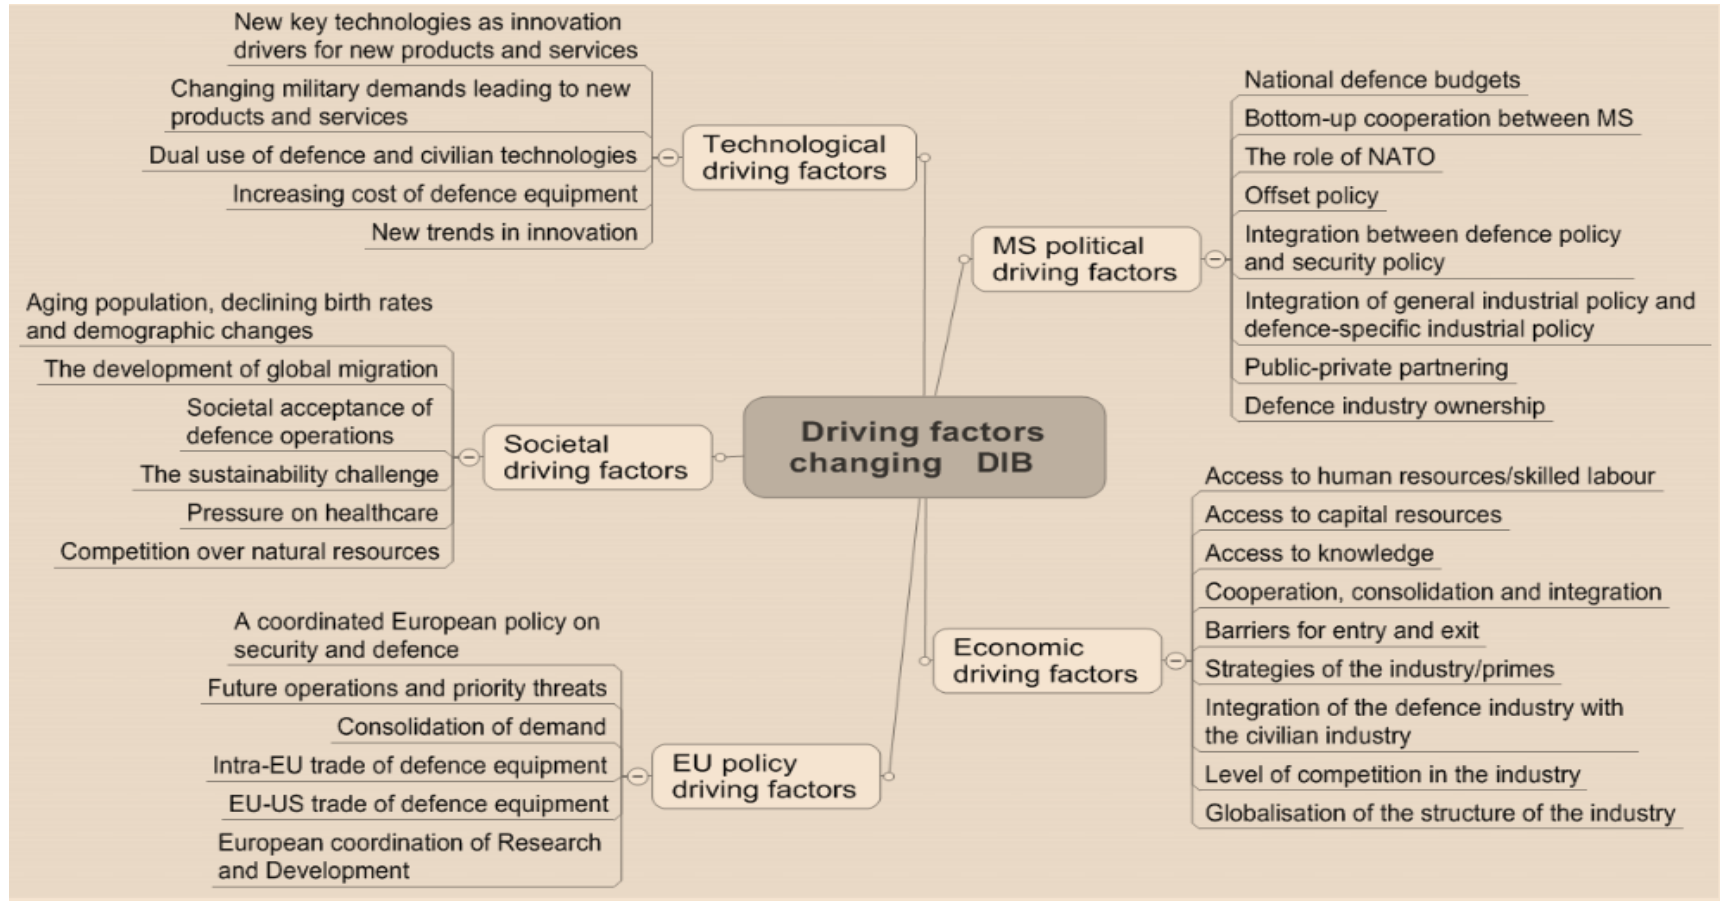 New key technologies as innovation
drivers for new products and services
Changing military demands leading to new
products and services
Dual use of defence and civilian technologies
Increasing cost of defence equipment
New trends in innovation
Technological
driving factors
Aging population, declining birth rates
and demographic changes
The development of global migration
Societal acceptance of
defence operations
The sustainability challenge
Pressure on healthcare
Competition over natural resources
Societal
driving factors
A coordinated European policy on
security and defence
Future operations and priority threats
Consolidation of demand
Intra-EU trade of defence equipment
EU-US trade of defence equipment
European coordination of Research
and Development
EU policy
driving factors
Driving factors
changing DIB
MS political
driving factors
National defence budgets
Bottom-up cooperation between MS
The role of NATO
Offset policy
Integration between defence policy
and security policy
Integration of general industrial policy and
defence-specific industrial policy
Public-private partnering
Defence industry ownership
Economic
driving factors
Access to human resources/skilled labour
Access to capital resources
Access to knowledge
Cooperation, consolidation and integration
Barriers for entry and exit
Strategies of the industry/primes
Integration of the defence industry with
the civilian industry
Level of competition in the industry
Globalisation of the structure of the industry